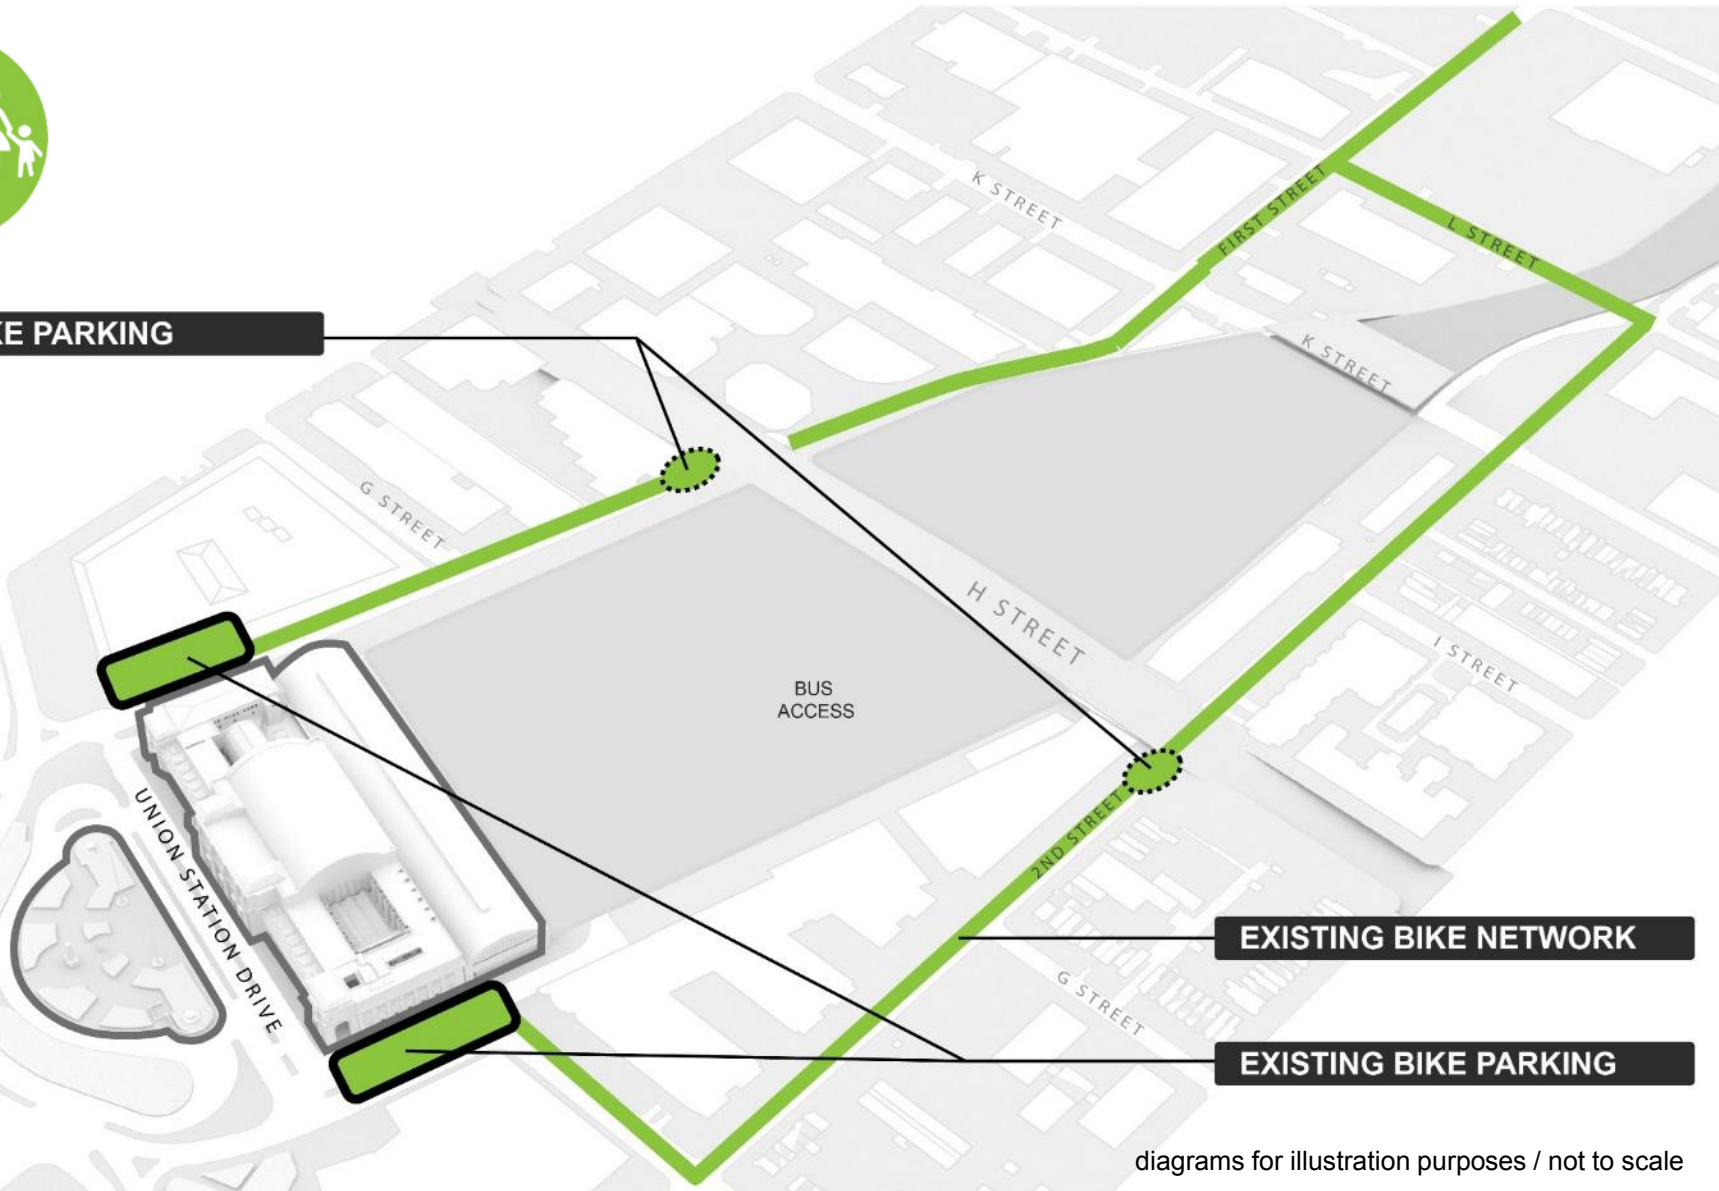 K STREET
FIRST STREET
L STREET
PARKING
K STREET
G STREET
H STREET
I STREET
BUS
ACCESS
UNION STATION DRIVE
2ND STREET
EXISTING BIKE NETWORK
G STREET
EXISTING BIKE PARKING
diagrams for illustration purposes / not to scale